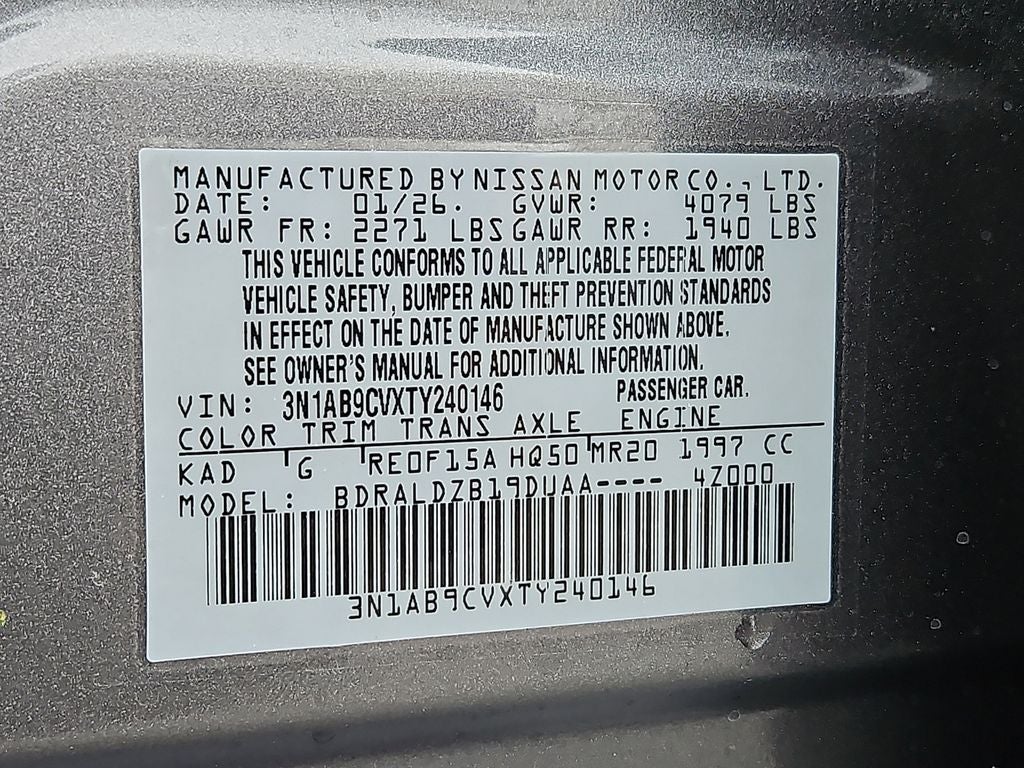 MANUFACTURED BY NISSAN MOTOR CO., LTD.
DATE: 01/26. GVWR: 4079 LBS
GAWR FR: 2271 LBS GAWR RR: 1940 LBS
THIS VEHICLE CONFORMS TO ALL APPLICABLE FEDERAL MOTOR
VEHICLE SAFETY, BUMPER AND THEFT PREVENTION STANDARDS
IN EFFECT ON THE DATE OF MANUFACTURE SHOWN ABOVE.
SEE OWNER'S MANUAL FOR ADDITIONAL INFORMATION.
VIN: 3N1AB9CVXTY240146 PASSENGER CAR.
COLOR TRIM TRANS AXLE ENGINE
KAD G RE0F15A HQ50 MR20 1997 CC
MODEL: BDRALDZB19DUAA---- 4Z000
3N1AB9CVXTY240146